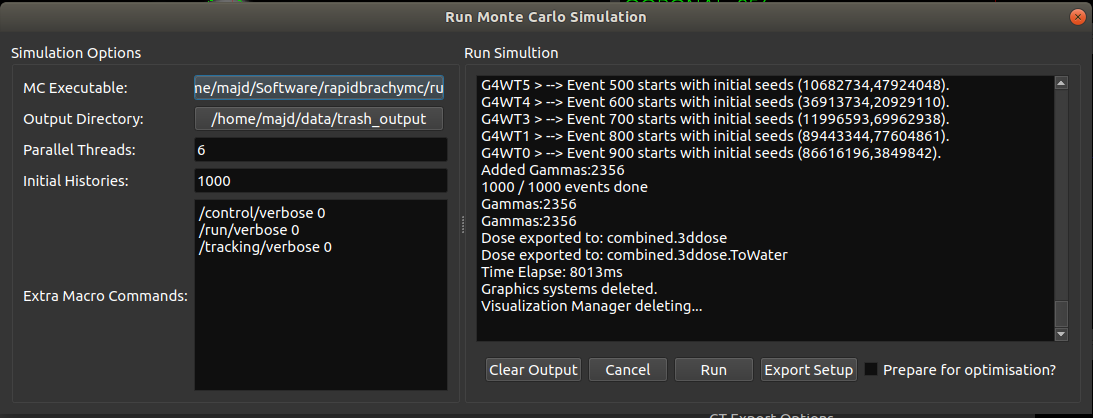 Run Monte Carlo Simulation
Simulation Options
MC Executable:
ne/majd/Software/rapidbrachymc/ru
Output Directory:
/home/majd/data/trash_output
Parallel Threads:
6
Initial Histories:
1000
Extra Macro Commands:
/control/verbose 0
/run/verbose 0
/tracking/verbose 0
Run Simultion
G4WT5 > --> Event 500 starts with initial seeds (10682734,47924048).
G4WT4 > --> Event 600 starts with initial seeds (36913734,20929110).
G4WT3 > --> Event 700 starts with initial seeds (11996593,69962938).
G4WT1 > --> Event 800 starts with initial seeds (89443344,77604861).
G4WT0 > --> Event 900 starts with initial seeds (86616196,3849842).
Added Gammas:2356
1000 / 1000 events done
Gammas:2356
Gammas:2356
Dose exported to: combined.3ddose
Dose exported to: combined.3ddose.ToWater
Time Elapse: 8013ms
Graphics systems deleted.
Visualization Manager deleting...
Clear Output
Cancel
Run
Export Setup
Prepare for optimisation?